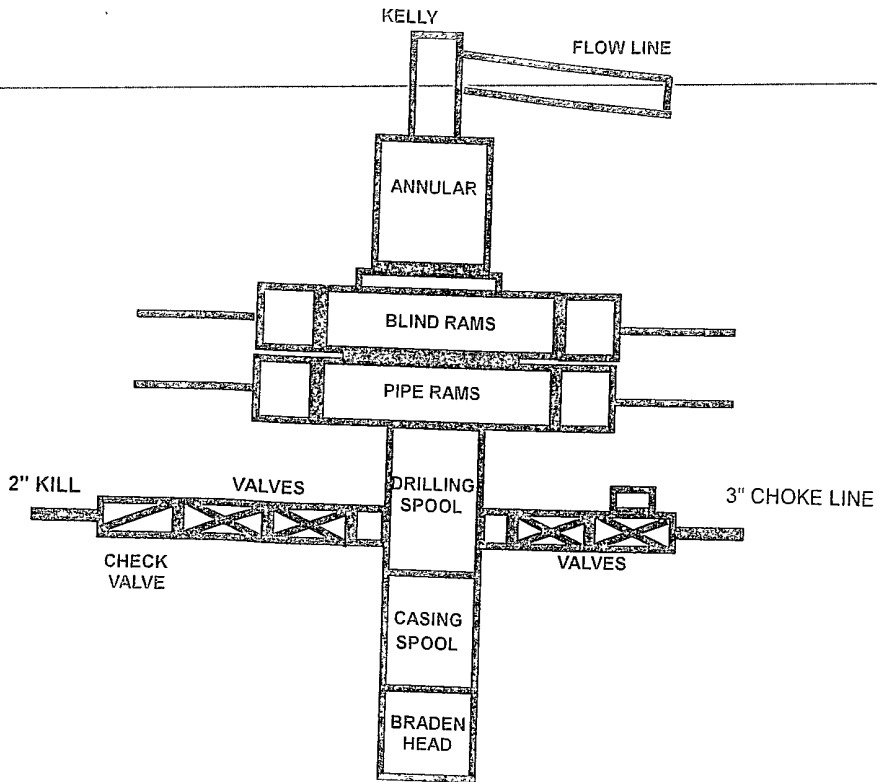 KELLY
FLOW LINE
ANNULAR
BLIND RAMS
PIPE RAMS
2" KILL
VALVES
DRILLING
SPOOL
3" CHOKE LINE
CHECK
VALVE
VALVES
CASING
SPOOL
BRADEN
HEAD